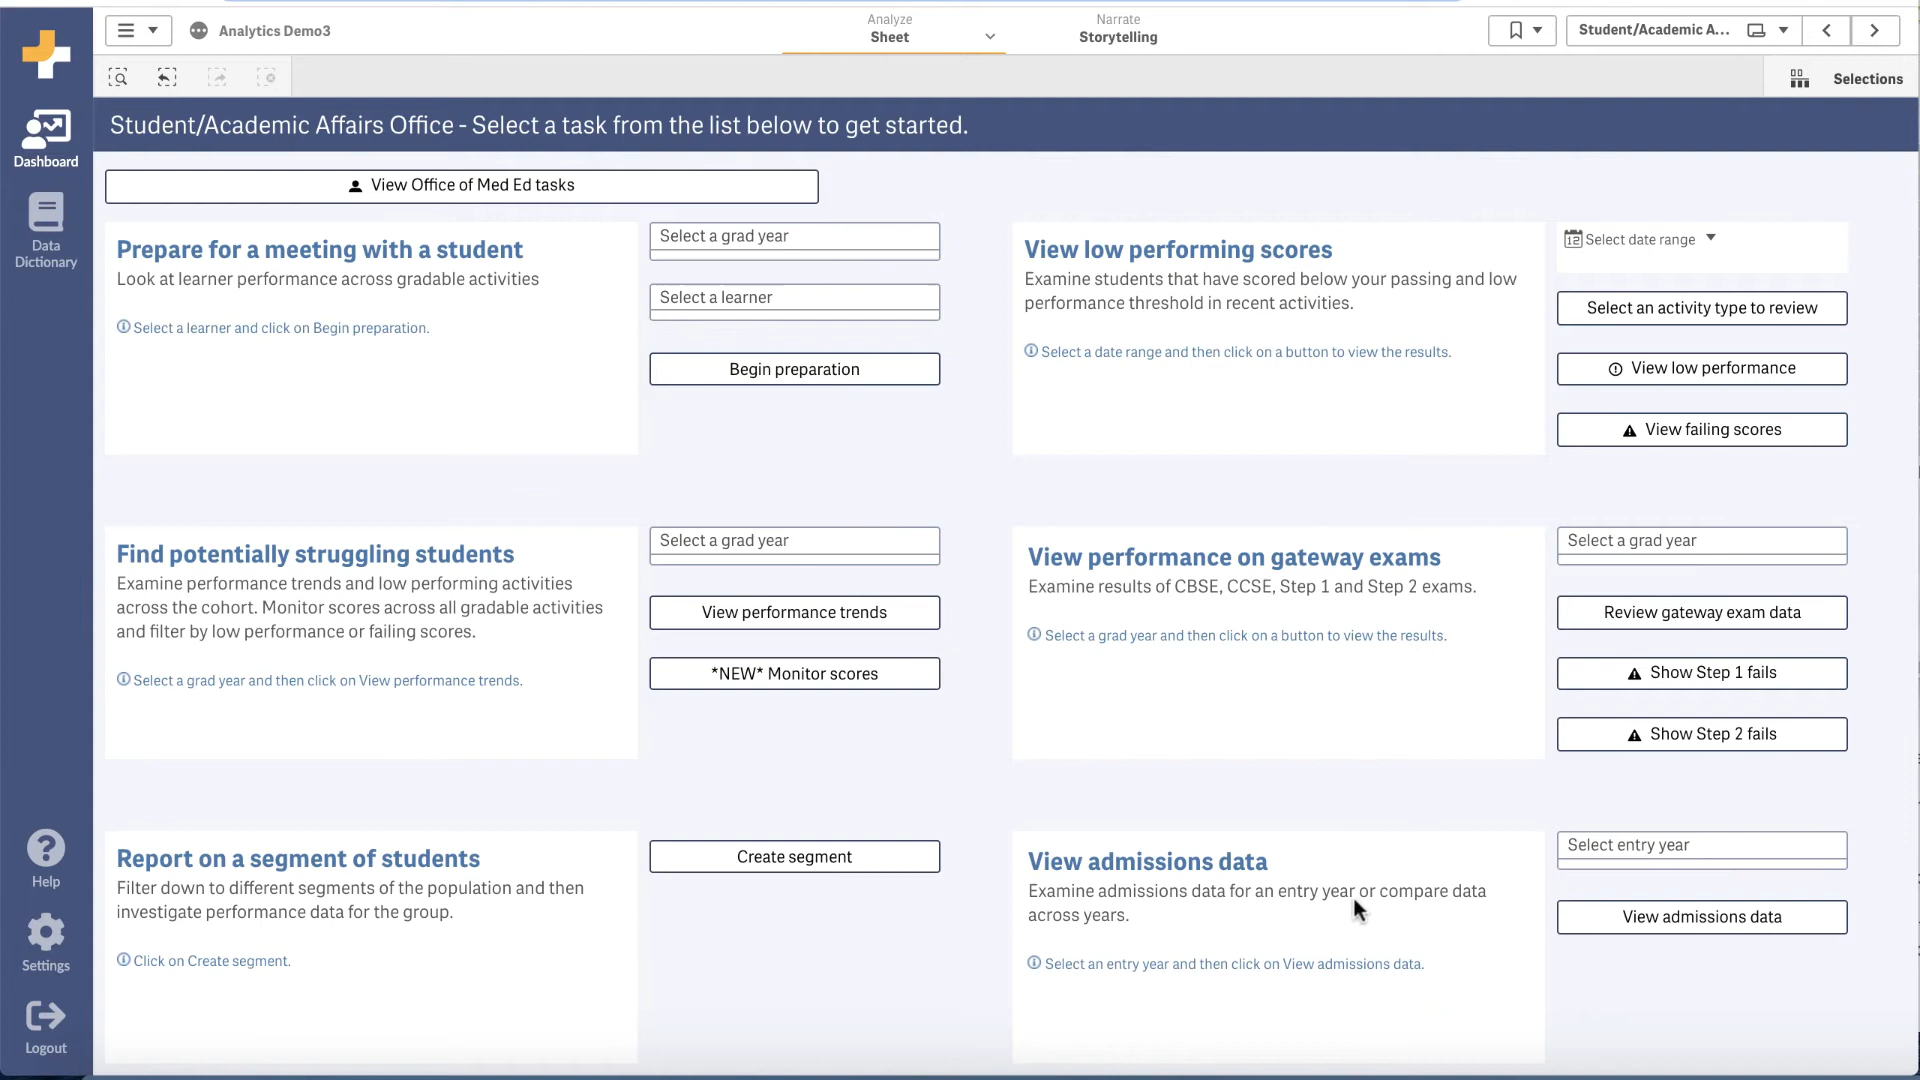 Analytics Demo3
Analyze
Sheet
Narrate
Storytelling
Student/Academic A...
Selections
Dashboard
Data
Dictionary
Help
Settings
Logout
Student/Academic Affairs Office - Select a task from the list below to get started.
View Office of Med Ed tasks
Prepare for a meeting with a student
Look at learner performance across gradable activities
Select a learner and click on Begin preparation.
Select a grad year
Select a learner
Begin preparation
View low performing scores
Examine students that have scored below your passing and low
performance threshold in recent activities.
Select a date range and then click on a button to view the results.
12 Select date range
Select an activity type to review
View low performance
View failing scores
Find potentially struggling students
Examine performance trends and low performing activities
across the cohort. Monitor scores across all gradable activities
and filter by low performance or failing scores.
Select a grad year and then click on View performance trends.
Select a grad year
View performance trends
*NEW* Monitor scores
View performance on gateway exams
Examine results of CBSE, CCSE, Step 1 and Step 2 exams.
Select a grad year and then click on a button to view the results.
Select a grad year
Review gateway exam data
Show Step 1 fails
Show Step 2 fails
Report on a segment of students
Filter down to different segments of the population and then
investigate performance data for the group.
Click on Create segment.
Create segment
View admissions data
Examine admissions data for an entry year or compare data
across years.
Select an entry year and then click on View admissions data.
Select entry year
View admissions data